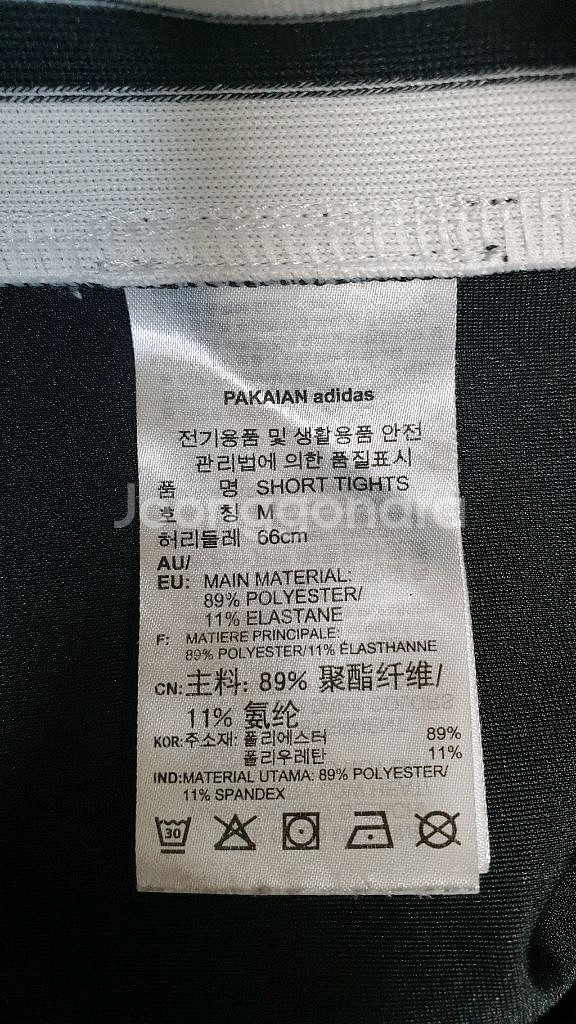 PAKAIAN adidas
전기용품 및 생활용품 안전
관리법에 의한 품질표시
품 명 SHORT TIGHTS
호 칭 M
허리둘레 66cm
AU/
EU: MAIN MATERIAL:
89% POLYESTER/
11% ELASTANE
F: MATIERE PRINCIPALE:
89% POLYESTER/11% ÉLASTHANNE
CN:主料: 89% 聚酯纤维/
11% 氨纶
KOR:주소재: 폴리에스터 89%
폴리우레탄 11%
IND:MATERIAL UTAMA: 89% POLYESTER/
11% SPANDEX
30
Joonggonara